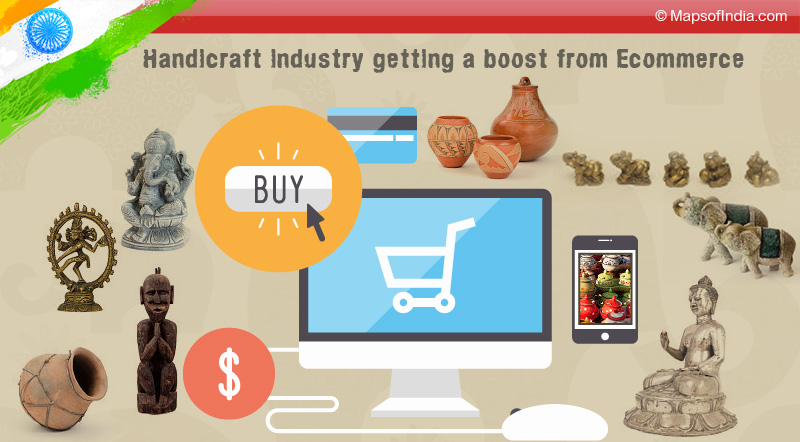 © MapsofIndia.com
Handicraft industry getting a boost from Ecommerce
BUY
$